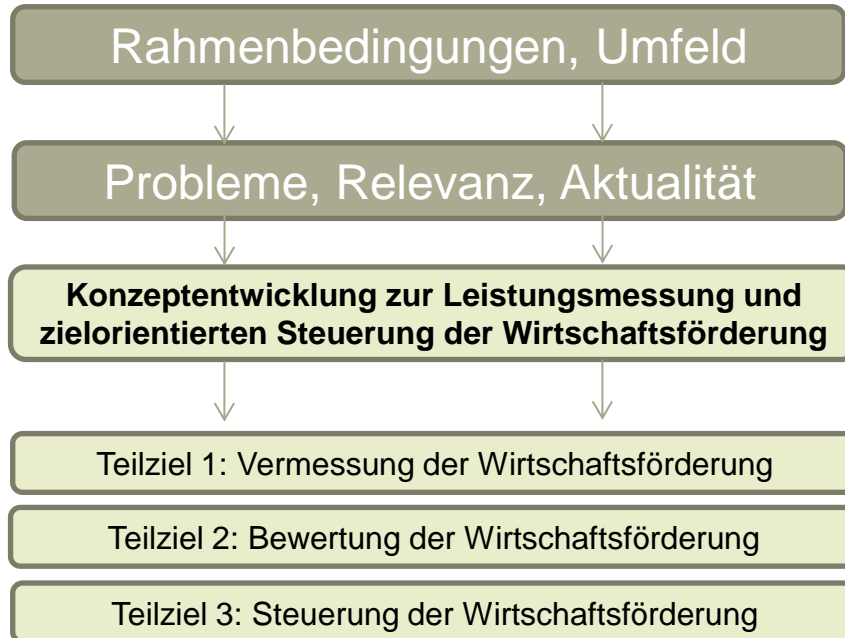 Rahmenbedingungen, Umfeld
Probleme, Relevanz, Aktualität
Konzeptentwicklung zur Leistungsmessung und
zielorientierten Steuerung der Wirtschaftsförderung
Teilziel 1: Vermessung der Wirtschaftsförderung
Teilziel 2: Bewertung der Wirtschaftsförderung
Teilziel 3: Steuerung der Wirtschaftsförderung